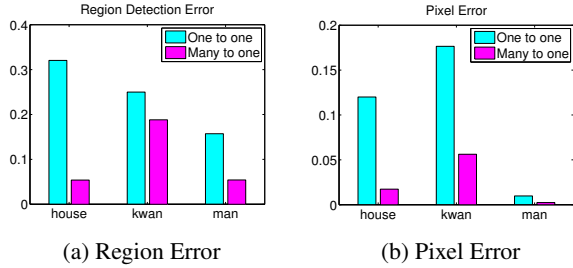 Region Detection Error
0.4
0.3
0.2
0.1
0
One to one
Many to one
house kwan man
(a) Region Error
Pixel Error
0.2
0.15
0.1
0.05
0
One to one
Many to one
house kwan man
(b) Pixel Error